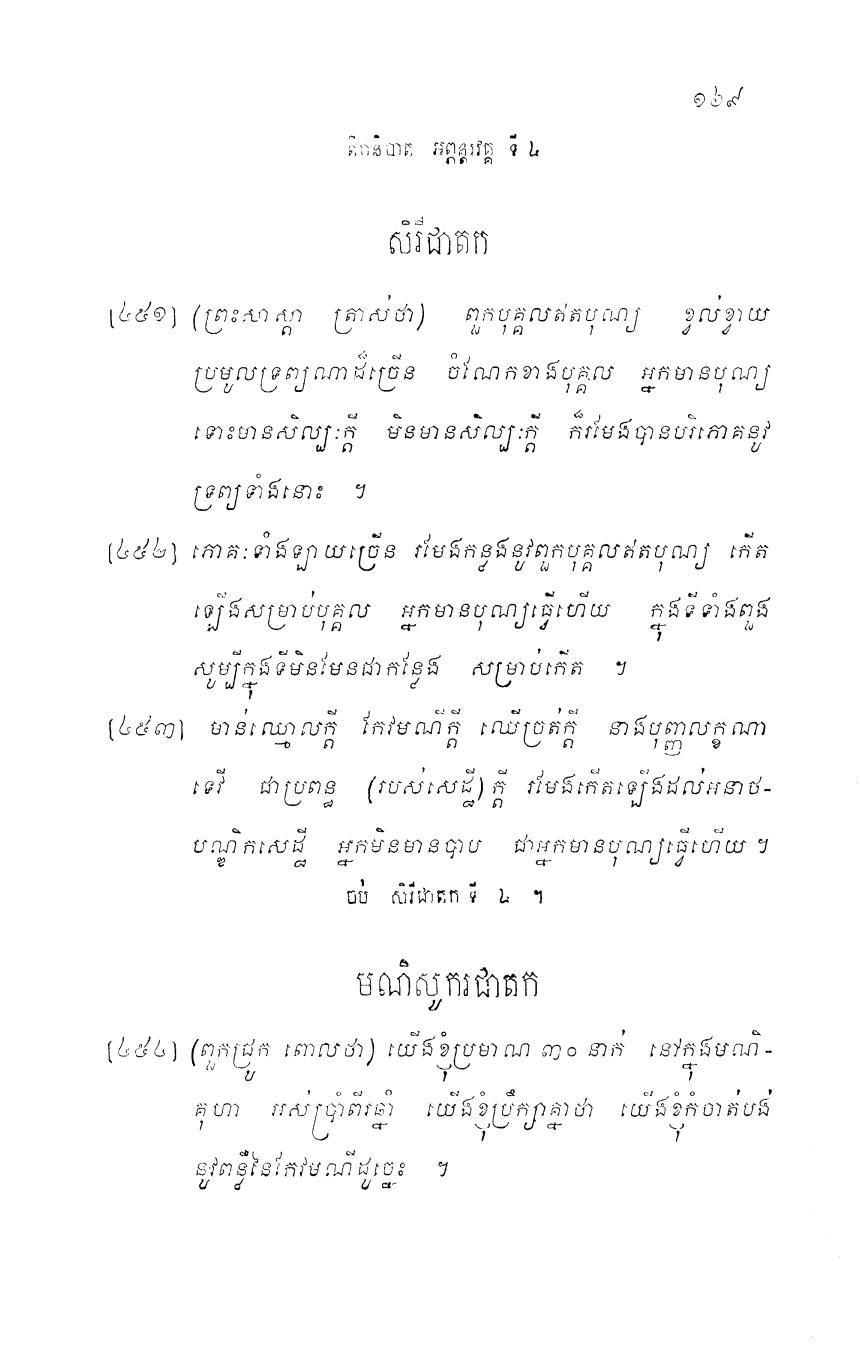 ១៦៩
តិកនិបាត អព្ភន្តរវគ្គ ទី ៤
សិរីជាតក
[៤៥១] (ព្រះសាស្តា ត្រាស់ថា) ពួកបុគ្គលឥតបុណ្យ ខ្វល់ខ្វាយ
ប្រមូលទ្រព្យណាដ៏ច្រើន ចំណែកខាងបុគ្គល អ្នកមានបុណ្យ
ទោះមានសិល្បៈក្តី មិនមានសិល្បៈក្តី ក៏រមែងបានបរិភោគនូវ
ទ្រព្យទាំងនោះ ។
[៤៥២] ភោគៈទាំងឡាយច្រើន រមែងកន្លងនូវពួកបុគ្គលឥតបុណ្យ កើត
ឡើងសម្រាប់បុគ្គល អ្នកមានបុណ្យធ្វើហើយ ក្នុងទីទាំងពួង
សូម្បីក្នុងទីមិនមែនជាកន្លែង សម្រាប់កើត ។
[៤៥៣] មាន់ឈ្មោលក្តី កែវមណីក្តី ឈើច្រត់ក្តី នាងបុញ្ញលក្ខណា
ទេវី ជាប្រពន្ធ (របស់សេដ្ឋី) ក្តី រមែងកើតឡើងដល់អនាថ-
បណ្ឌិកសេដ្ឋី អ្នកមិនមានបាប ជាអ្នកមានបុណ្យធ្វើហើយ ។
ចប់ សិរីជាតក ទី ៤ ។
មណិសូករជាតក
[៤៥៤] (ពួកជ្រូក ពោលថា) យើងខ្ញុំប្រមាណ ៣០ នាក់ នៅក្នុងមណិ-
គុហា អស់ប្រាំពីរឆ្នាំ យើងខ្ញុំប្រឹក្សាគ្នាថា យើងខ្ញុំកំចាត់បង់
នូវពន្លឺនៃកែវមណីដូច្នេះ ។